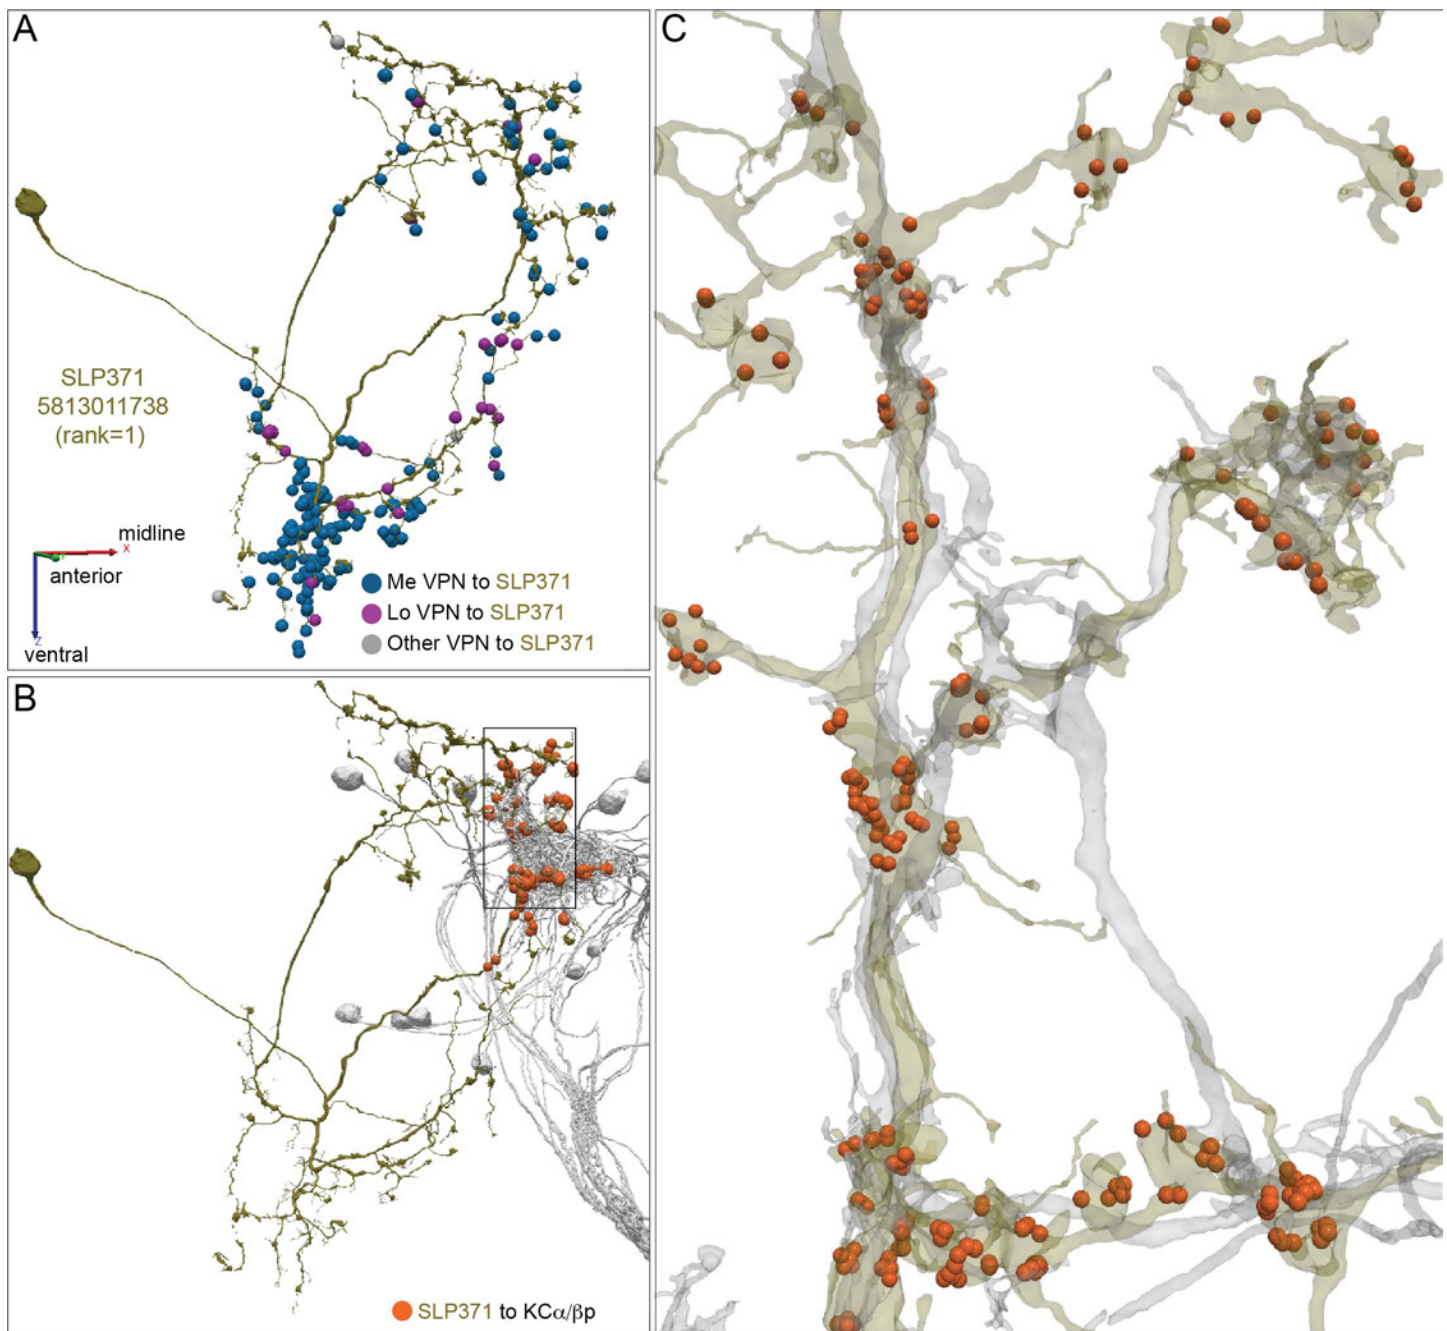 A
SLP371
5813011738
(rank=1)
midline
X
anterior
Z
ventral
Me VPN to SLP371
Lo VPN to SLP371
Other VPN to SLP371
B
SLP371 to KCα/βp
C